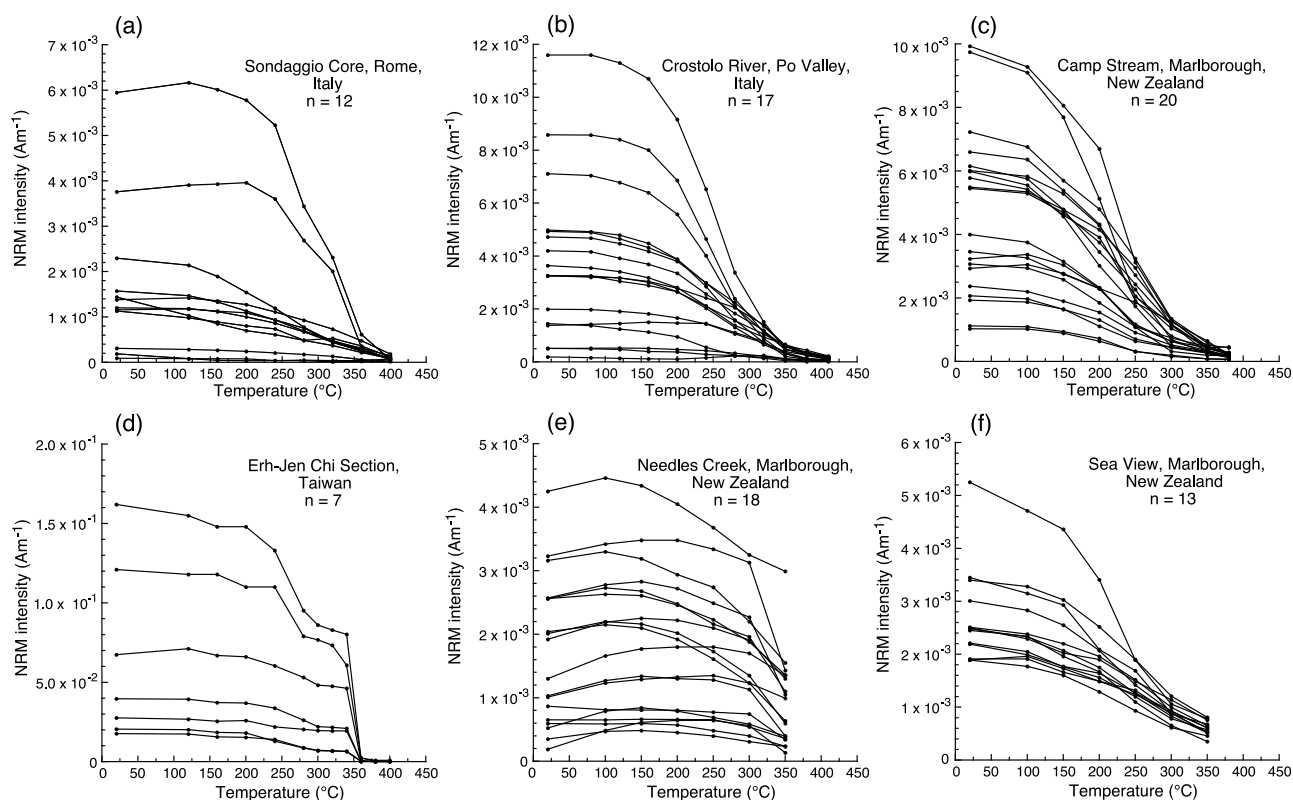 (a)
7 x 10⁻³
6 x 10⁻³
5 x 10⁻³
4 x 10⁻³
3 x 10⁻³
2 x 10⁻³
1 x 10⁻³
0
NRM intensity (Am⁻¹)
Sondaggio Core, Rome,
Italy
n = 12
0 50 100 150 200 250 300 350 400 450
Temperature (°C)
(b)
12 x 10⁻³
10 x 10⁻³
8 x 10⁻³
6 x 10⁻³
4 x 10⁻³
2 x 10⁻³
0
NRM intensity (Am⁻¹)
Crostolo River, Po Valley,
Italy
n = 17
0 50 100 150 200 250 300 350 400 450
Temperature (°C)
(c)
10 x 10⁻³
8 x 10⁻³
6 x 10⁻³
4 x 10⁻³
2 x 10⁻³
0
NRM intensity (Am⁻¹)
Camp Stream, Marlborough,
New Zealand
n = 20
0 50 100 150 200 250 300 350 400 450
Temperature (°C)
(d)
2.0 x 10⁻¹
1.5 x 10⁻¹
1.0 x 10⁻¹
5.0 x 10⁻²
0
NRM intensity (Am⁻¹)
Erh-Jen Chi Section,
Taiwan
n = 7
0 50 100 150 200 250 300 350 400 450
Temperature (°C)
(e)
5 x 10⁻³
4 x 10⁻³
3 x 10⁻³
2 x 10⁻³
1 x 10⁻³
0
NRM intensity (Am⁻¹)
Needles Creek, Marlborough,
New Zealand
n = 18
0 50 100 150 200 250 300 350 400 450
Temperature (°C)
(f)
6 x 10⁻³
5 x 10⁻³
4 x 10⁻³
3 x 10⁻³
2 x 10⁻³
1 x 10⁻³
0
NRM intensity (Am⁻¹)
Sea View, Marlborough,
New Zealand
n = 13
0 50 100 150 200 250 300 350 400 450
Temperature (°C)